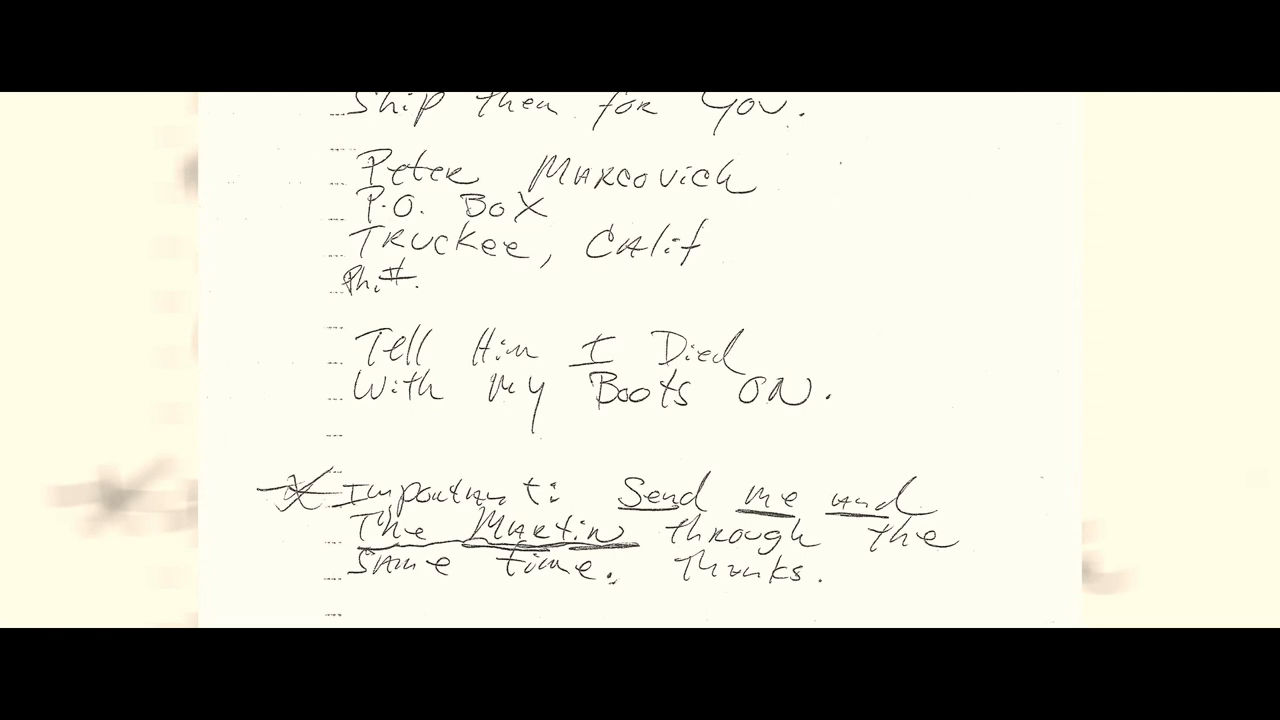 Ship them for You.
Peter Marcovich
P.O. Box
Truckee, Calif
Ph.#.
Tell Him I Died
With my Boots ON.
Important: Send me and
The Martin through the
same time. Thanks.